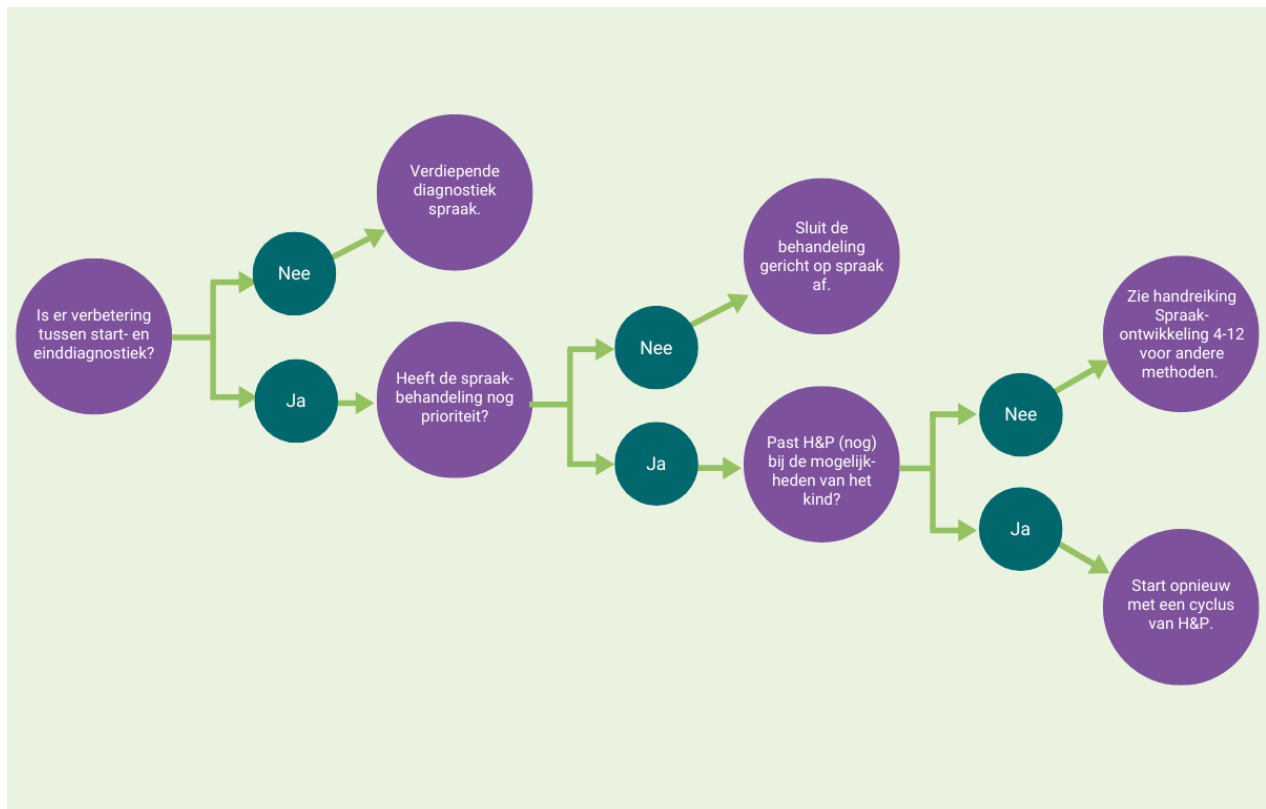 Is er verbetering
tussen start- en
einddiagnostiek?
Nee
Verdiepende
diagnostiek
spraak.
Ja
Heeft de spraak-
behandeling nog
prioriteit?
Nee
Sluit de
behandeling
gericht op spraak
af.
Ja
Past H&P (nog)
bij de mogelijk-
heden van het
kind?
Nee
Zie handreiking
Spraak-
ontwikkeling 4-12
voor andere
methoden.
Ja
Start opnieuw
met een cyclus
van H&P.